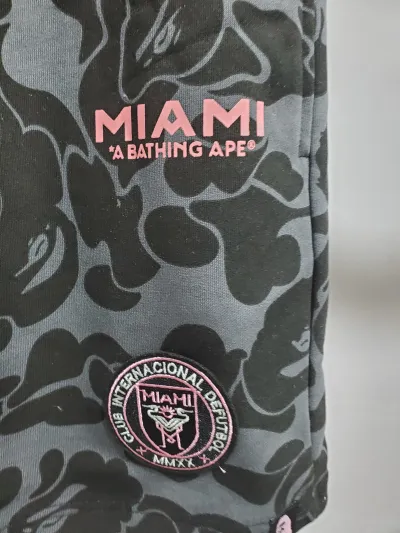 MIAMI
*A BATHING APE®
CLUB INTERNACIONAL DE FUTBOL
MIAMI
MMXX